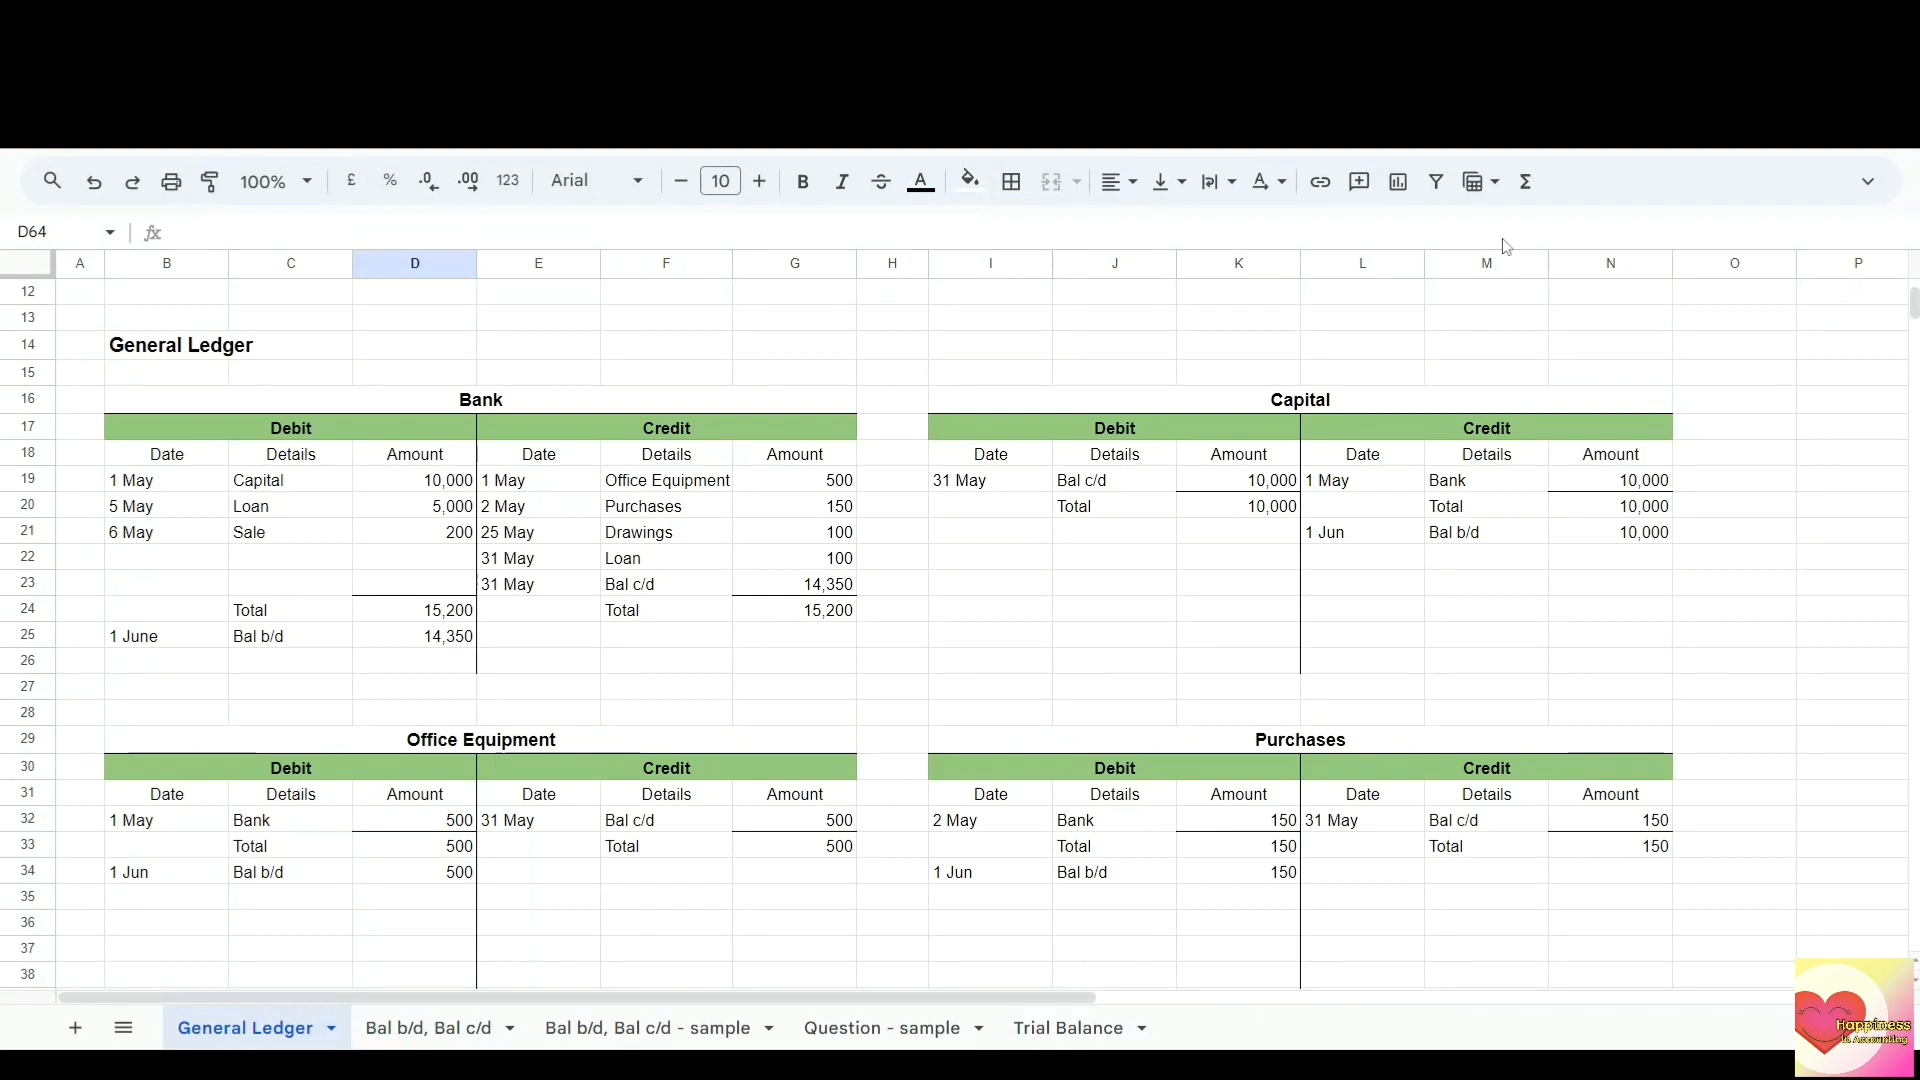 100% £ % .0 .00 123 Arial 10 B I S A
D64 fx
A B C D E F G H I J K L M N O P
12
13
14 General Ledger
15
16 Bank Capital
17 Debit Credit Debit Credit
18 Date Details Amount Date Details Amount Date Details Amount Date Details Amount
19 1 May Capital 10,000 1 May Office Equipment 500 31 May Bal c/d 10,000 1 May Bank 10,000
20 5 May Loan 5,000 2 May Purchases 150 Total 10,000 Total 10,000
21 6 May Sale 200 25 May Drawings 100 1 Jun Bal b/d 10,000
22 31 May Loan 100
23 31 May Bal c/d 14,350
24 Total 15,200 Total 15,200
25 1 June Bal b/d 14,350
26
27
28
29 Office Equipment Purchases
30 Debit Credit Debit Credit
31 Date Details Amount Date Details Amount Date Details Amount Date Details Amount
32 1 May Bank 500 31 May Bal c/d 500 2 May Bank 150 31 May Bal c/d 150
33 Total 500 Total 500 Total 150 Total 150
34 1 Jun Bal b/d 500 1 Jun Bal b/d 150
35
36
37
38
General Ledger Bal b/d, Bal c/d Bal b/d, Bal c/d - sample Question - sample Trial Balance
Happiness
in Accounting